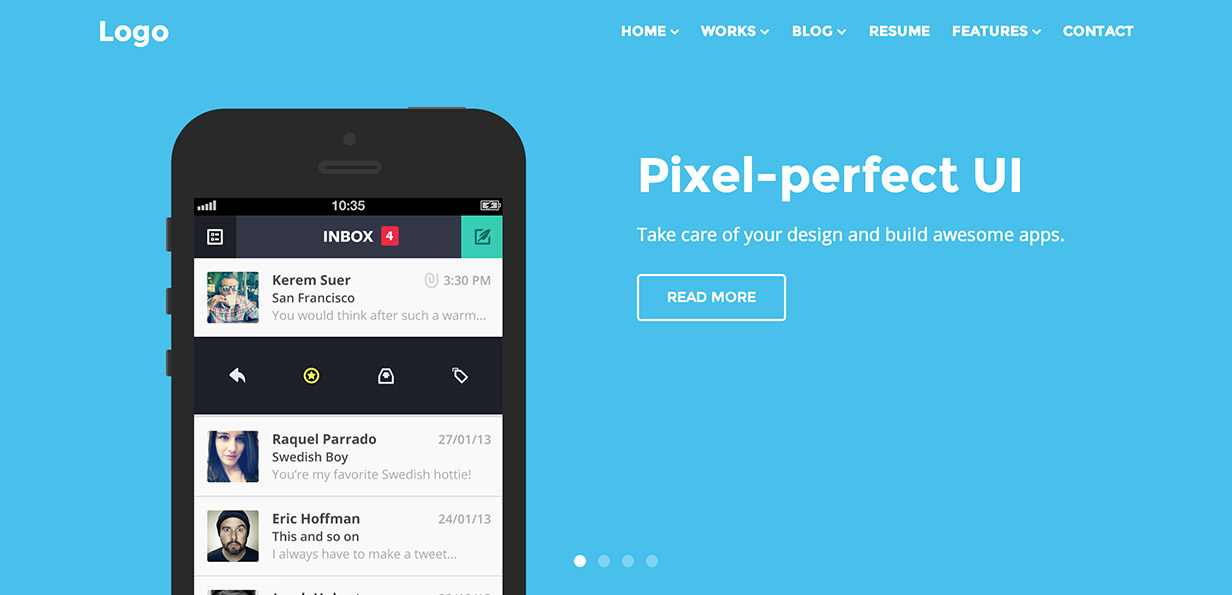 Logo
HOME WORKS BLOG RESUME FEATURES CONTACT
Pixel-perfect UI
Take care of your design and build awesome apps.
READ MORE
10:35
INBOX 4
Kerem Suer 3:30 PM
San Francisco
You would think after such a warm...
Raquel Parrado 27/01/13
Swedish Boy
You're my favorite Swedish hottie!
Eric Hoffman 24/01/13
This and so on
I always have to make a tweet...